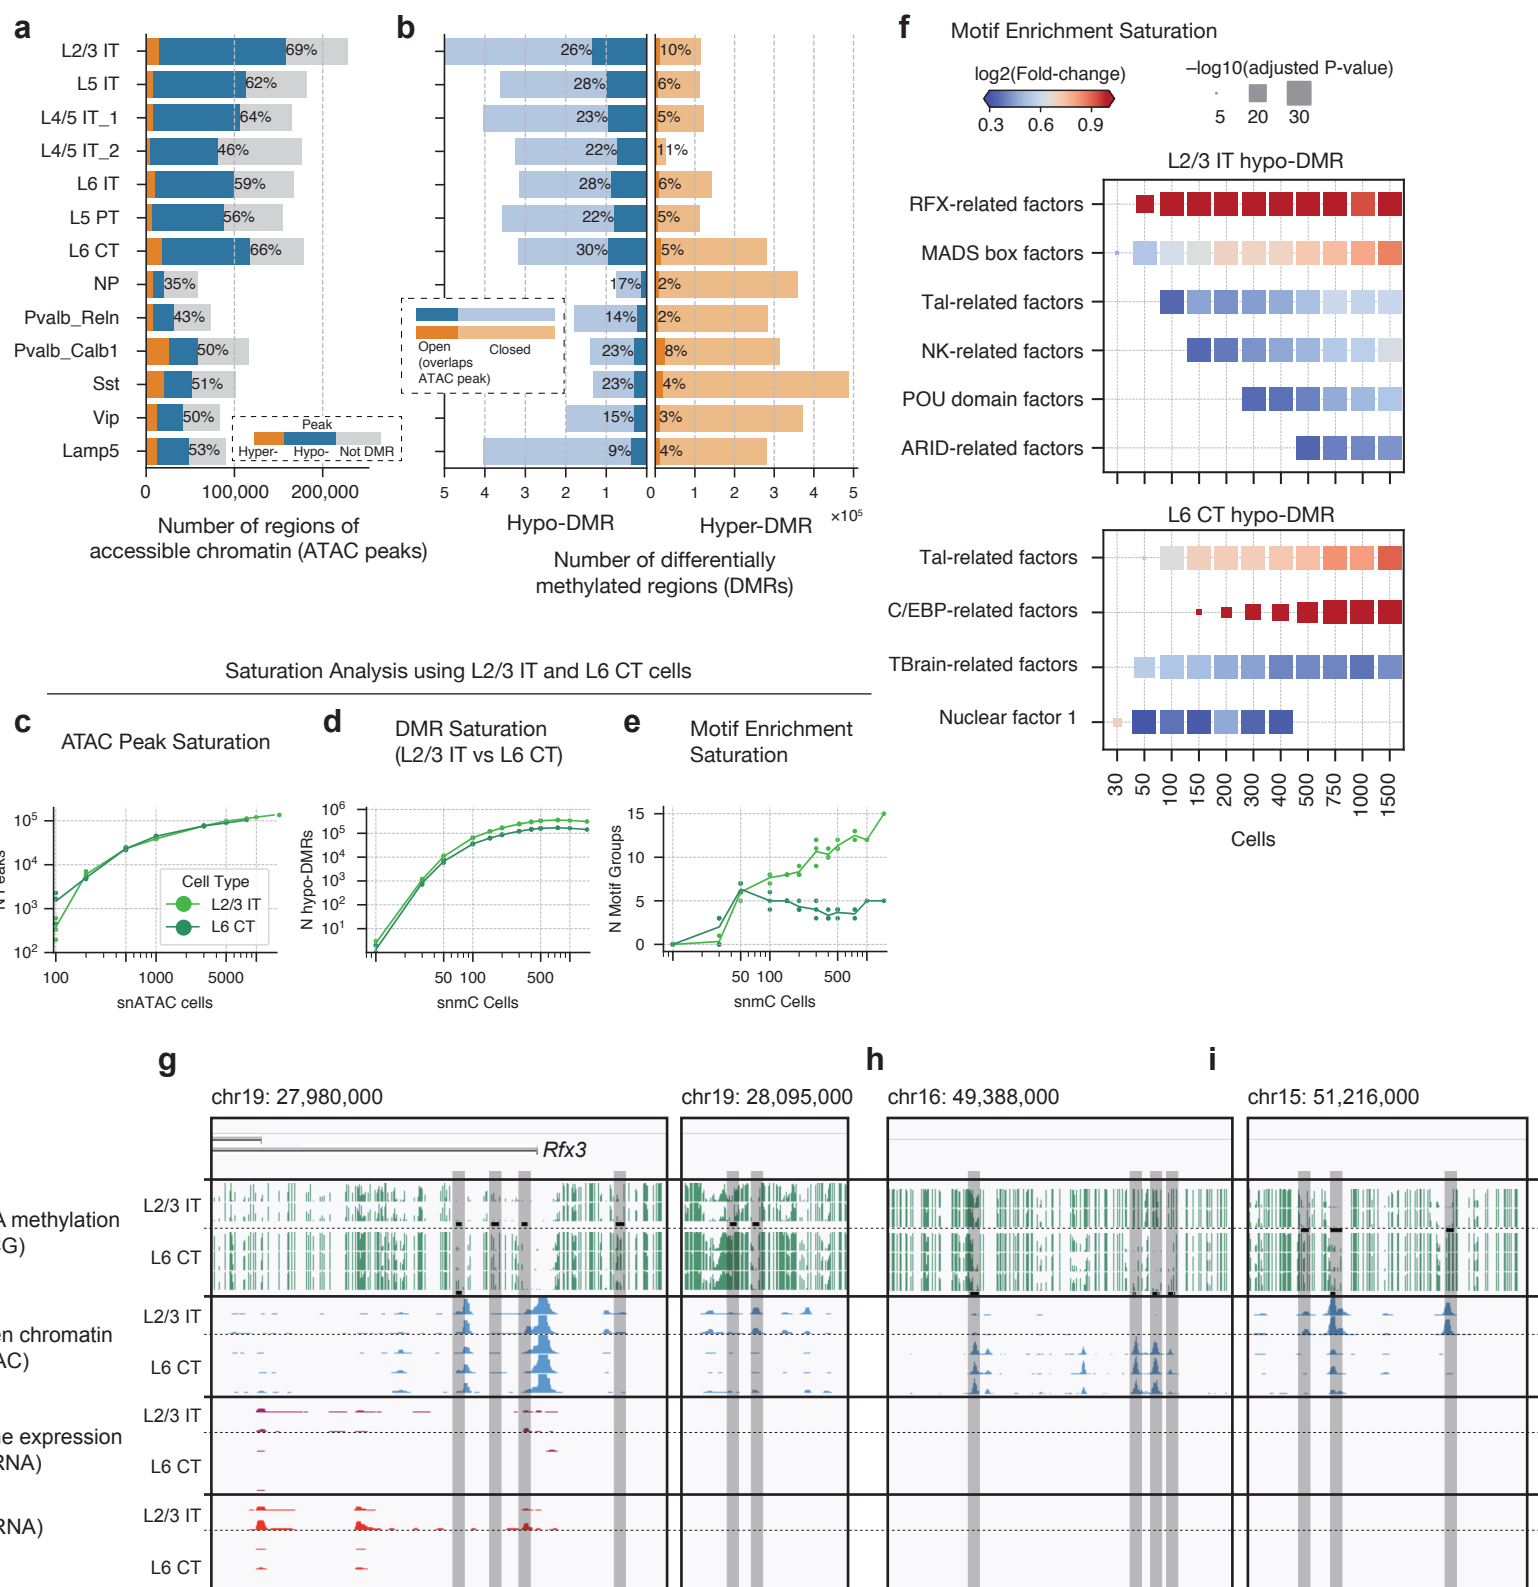 a
L2/3 IT
L5 IT
L4/5 IT_1
L4/5 IT_2
L6 IT
L5 PT
L6 CT
NP
Pvalb_Reln
Pvalb_Calb1
Sst
Vip
Lamp5
69%
62%
64%
46%
59%
56%
66%
35%
43%
50%
51%
50%
53%
Peak
Hyper- Hypo- Not DMR
0 100,000 200,000
Number of regions of
accessible chromatin (ATAC peaks)
b
26% 10%
28% 6%
23% 5%
22% 11%
28% 6%
22% 5%
30% 5%
17% 2%
14% 2%
23% 8%
23% 4%
15% 3%
9% 4%
Open Closed
(overlaps
ATAC peak)
5 4 3 2 1 0 1 2 3 4 5
×10⁵
Hypo-DMR Hyper-DMR
Number of differentially
methylated regions (DMRs)
Saturation Analysis using L2/3 IT and L6 CT cells
c
ATAC Peak Saturation
10⁵
10⁴
10³
10²
Cell Type
L2/3 IT
L6 CT
100 1000 5000
snATAC cells
d
DMR Saturation
(L2/3 IT vs L6 CT)
N hypo-DMRs
10⁶
10⁵
10⁴
10³
10²
10¹
50 100 500
snmC Cells
e
Motif Enrichment
Saturation
N Motif Groups
15
10
5
0
50 100 500
snmC Cells
f
Motif Enrichment Saturation
log2(Fold-change)
0.3 0.6 0.9
–log10(adjusted P-value)
5 20 30
L2/3 IT hypo-DMR
RFX-related factors
MADS box factors
Tal-related factors
NK-related factors
POU domain factors
ARID-related factors
L6 CT hypo-DMR
Tal-related factors
C/EBP-related factors
TBrain-related factors
Nuclear factor 1
30 50 100 150 200 300 400 500 750 1000 1500
Cells
g
chr19: 27,980,000
chr19: 28,095,000
h
chr16: 49,388,000
i
chr15: 51,216,000
Rfx3
methylation
L2/3 IT
L6 CT
chromatin
L2/3 IT
L6 CT
expression
L2/3 IT
L6 CT
L2/3 IT
L6 CT